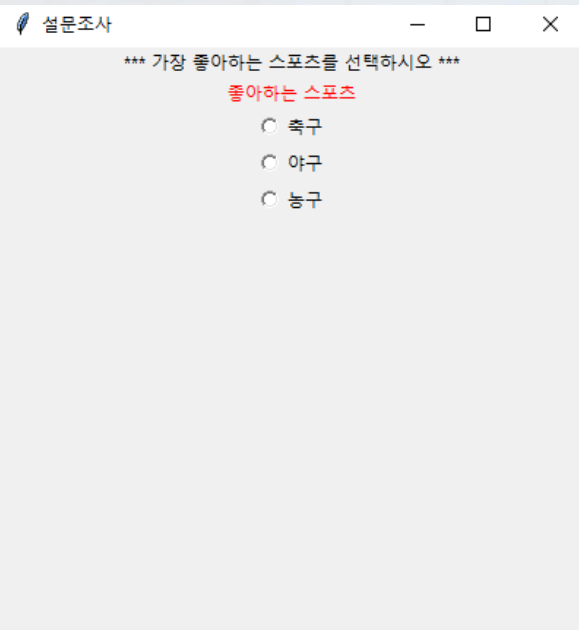 설문조사
*** 가장 좋아하는 스포츠를 선택하시오 ***
좋아하는 스포츠
축구
야구
농구